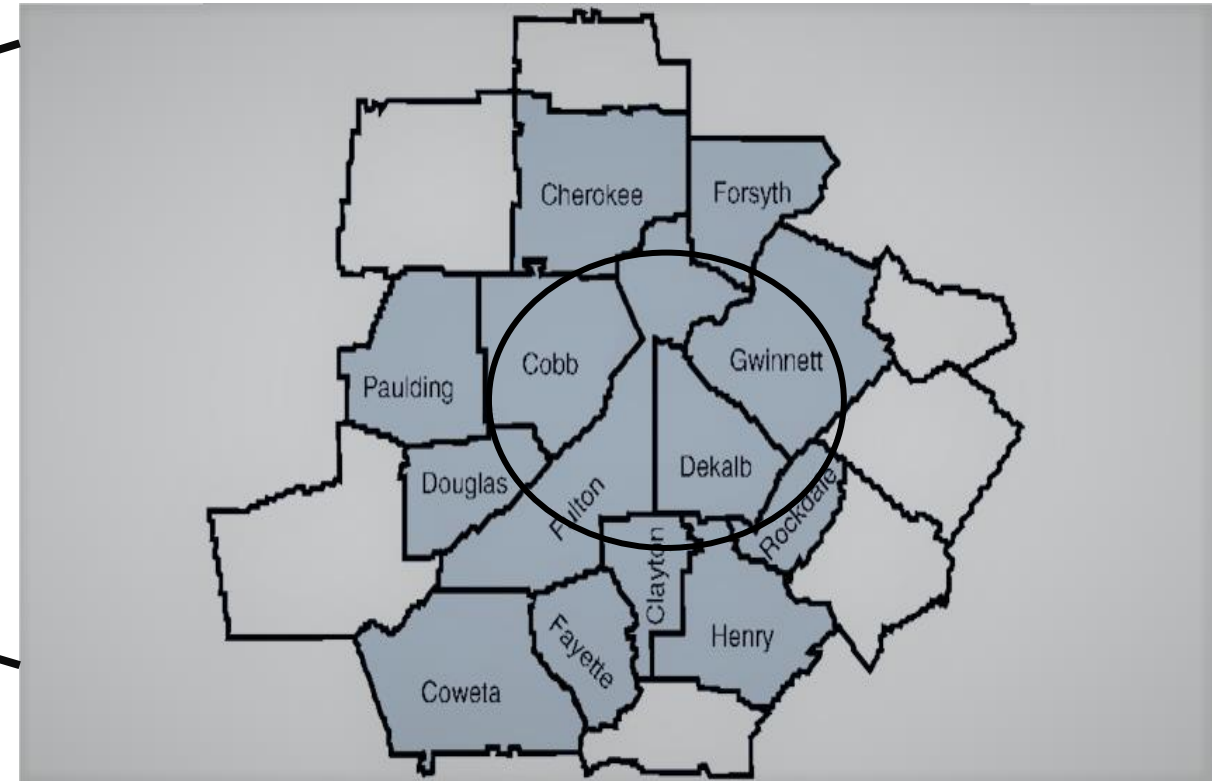 Cherokee
Forsyth
Cobb
Gwinnett
Paulding
Dekalb
Douglas
Fulton
Rockdale
Clayton
Henry
Fayette
Coweta